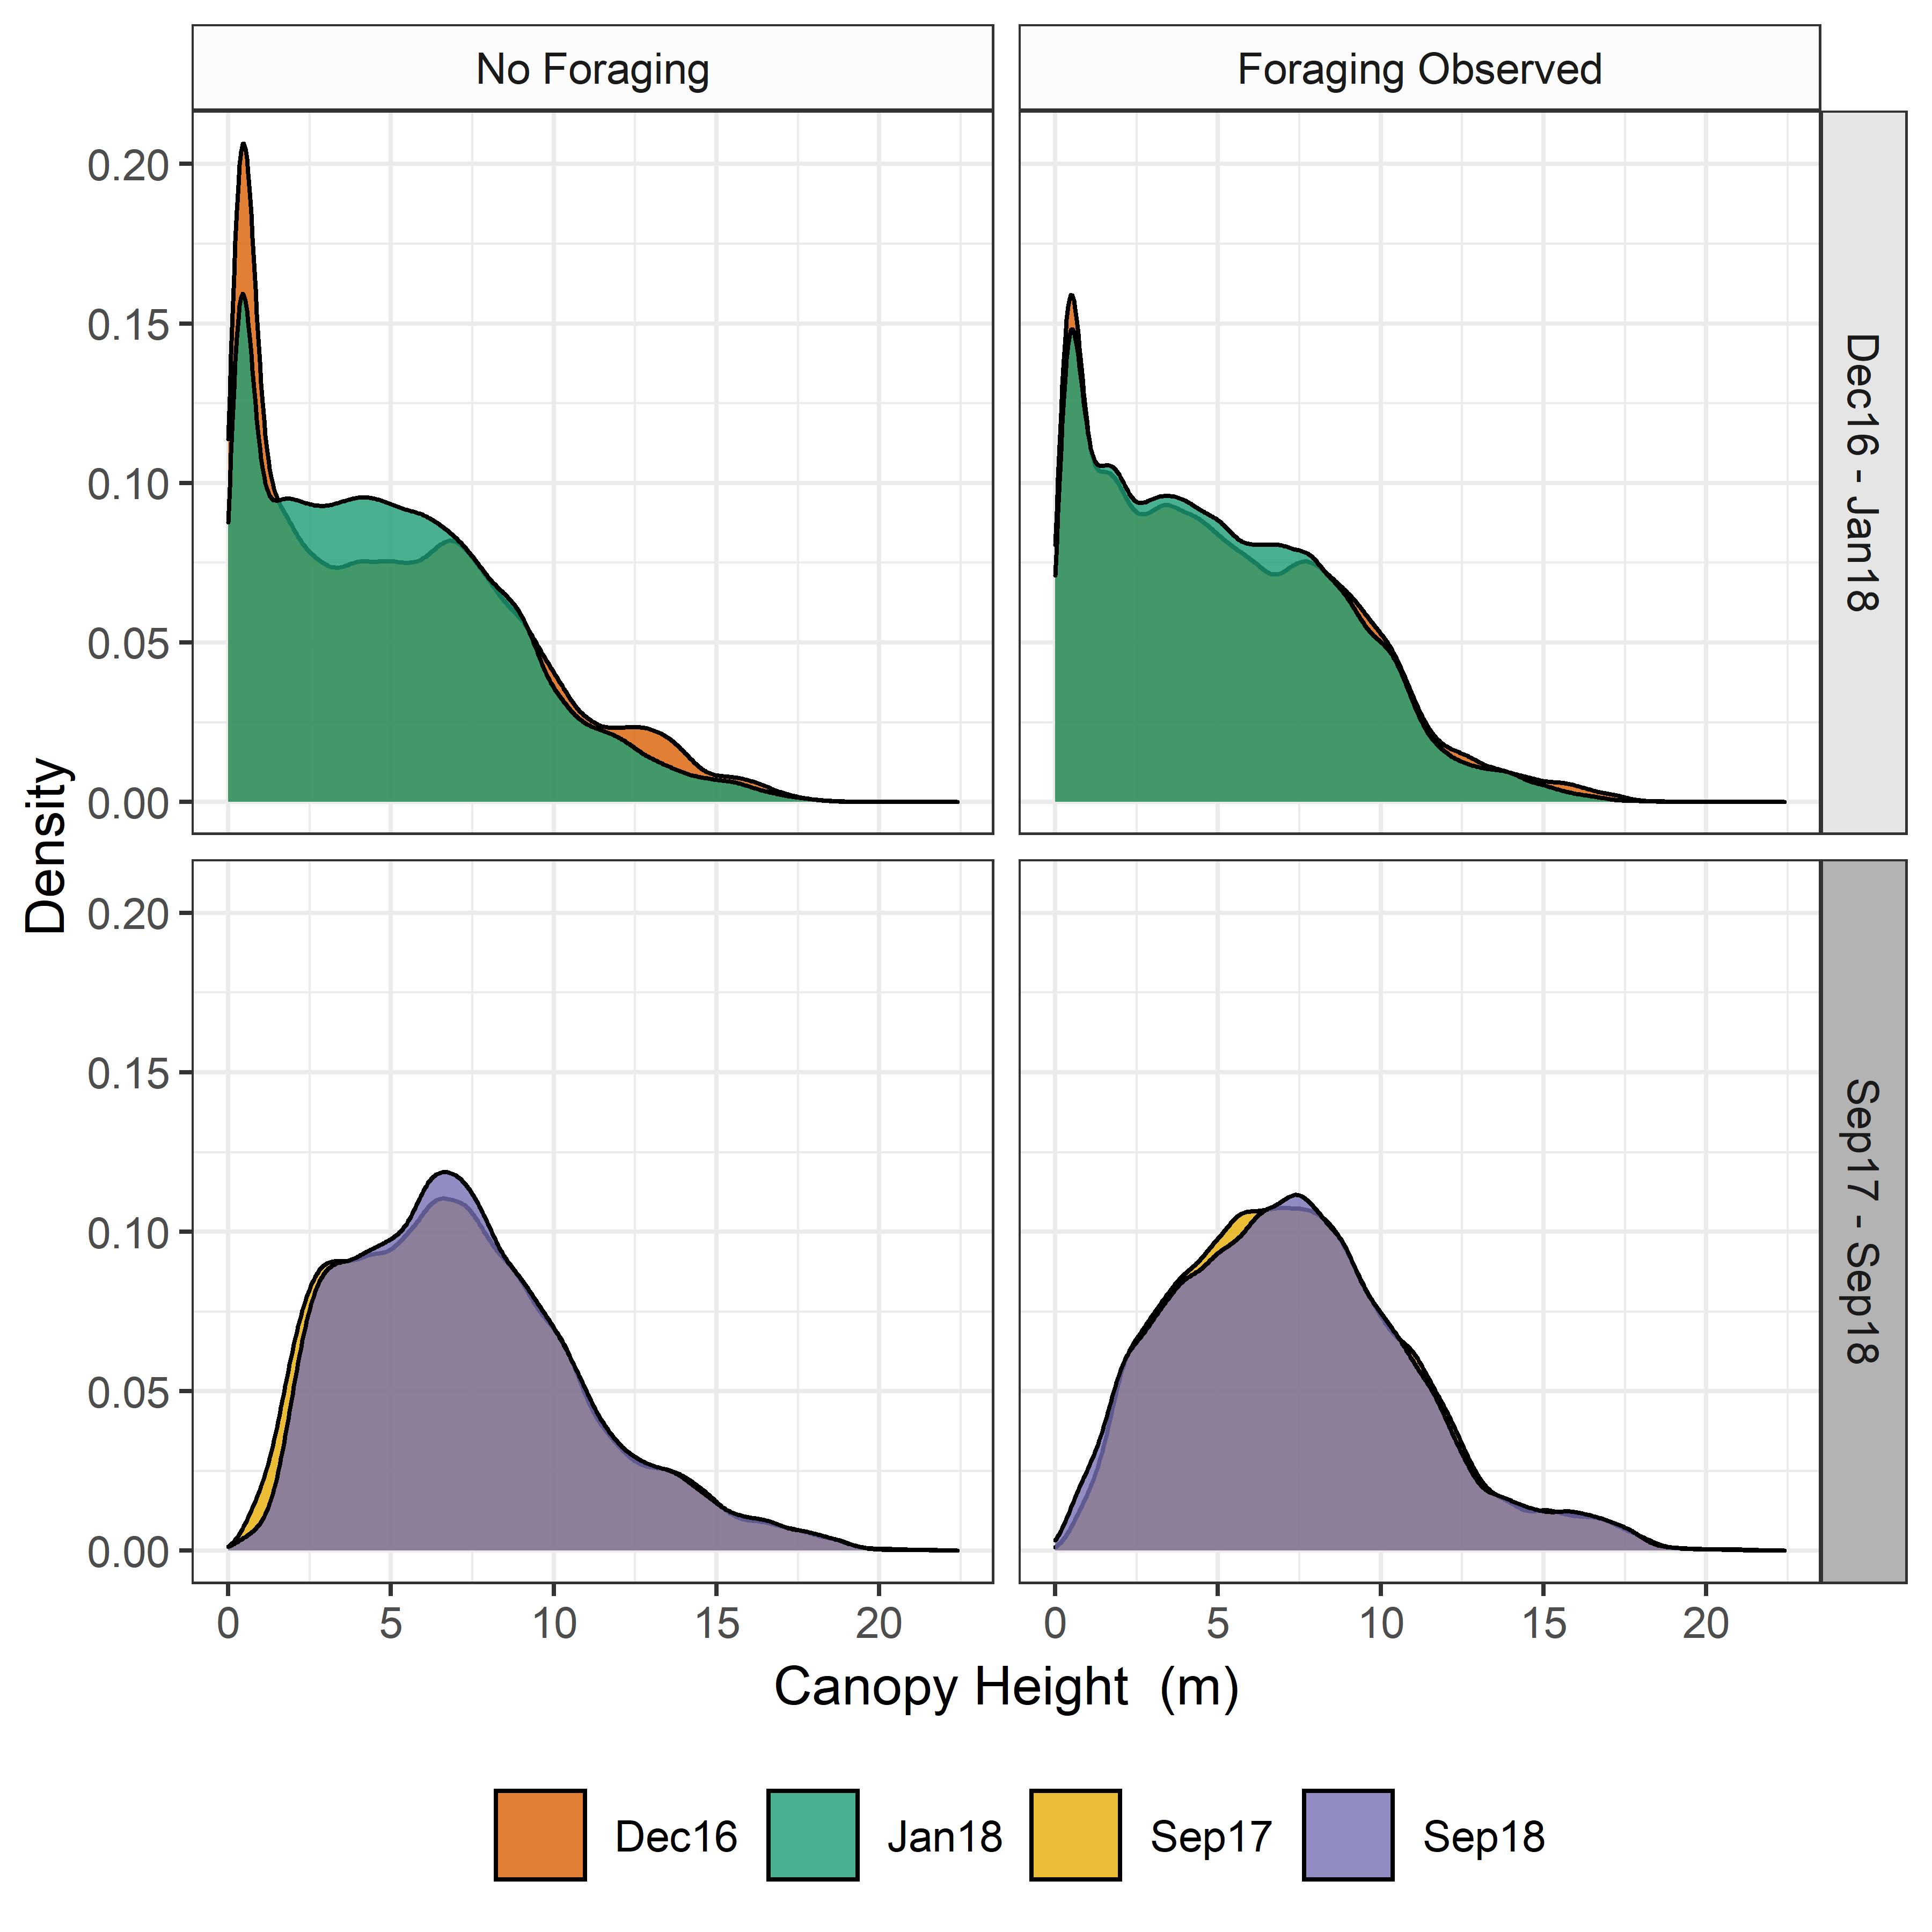 No Foraging
Foraging Observed
0.20
0.15
0.10
0.05
0.00
Dec16 - Jan18
Density
0.20
0.15
0.10
0.05
0.00
Sep17 - Sep18
0 5 10 15 20
0 5 10 15 20
Canopy Height (m)
Dec16 Jan18 Sep17 Sep18